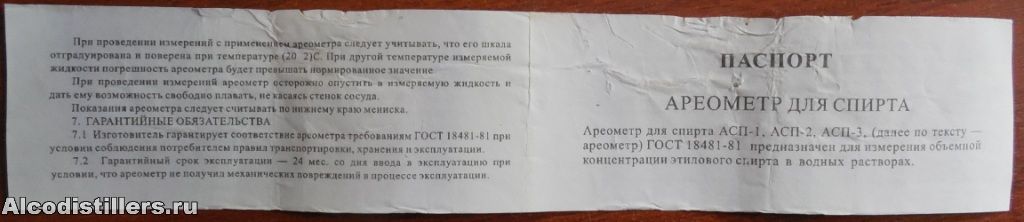 При проведении измерений с применением ареометра следует учитывать, что его шкала
отградуирована и поверена при температуре (20 2)С. При другой температуре измеряемой
жидкости погрешность ареометра будет превышать нормированное значение
При проведении измерений ареометр осторожно опустить в измеряемую жидкость и
дать ему возможность свободно плавать, не касаясь стенок сосуда.
Показания ареометра следует считывать по нижнему краю мениска.
7. ГАРАНТИЙНЫЕ ОБЯЗАТЕЛЬСТВА
7.1 Изготовитель гарантирует соответствие ареометра требованиям ГОСТ 18481-81 при
условии соблюдения потребителем правил транспортировки, хранения и эксплуатации.
7.2 Гарантийный срок эксплуатации — 24 мес. со дня ввода в эксплуатацию при
условии, что ареометр не получил механических повреждений в процессе эксплуатации.
ПАСПОРТ
АРЕОМЕТР ДЛЯ СПИРТА
Ареометр для спирта АСП-1, АСП-2, АСП-3, (далее по тексту —
ареометр) ГОСТ 18481-81 предназначен для измерения объемной
концентрации этилового спирта в водных растворах.
Alcodistillers.ru